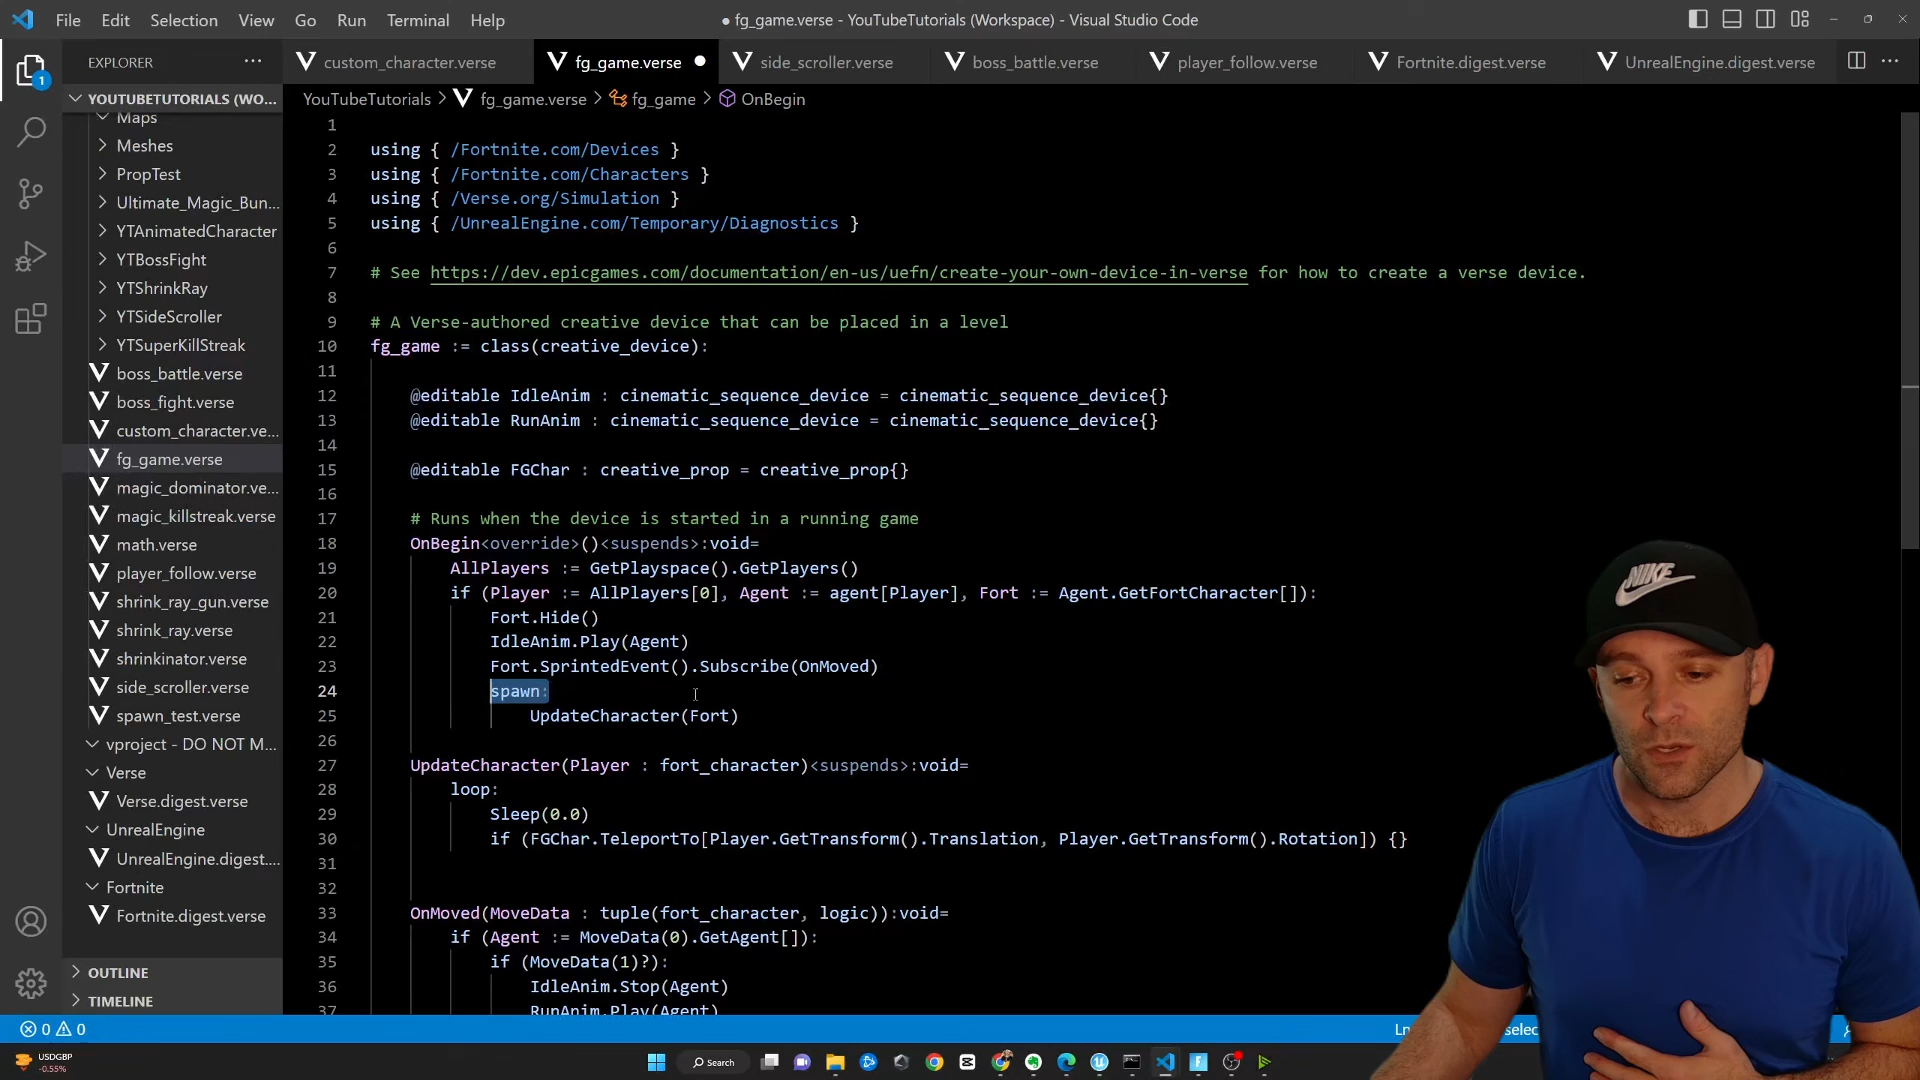 File Edit Selection View Go Run Terminal Help
● fg_game.verse - YouTubeTutorials (Workspace) - Visual Studio Code
EXPLORER ···
custom_character.verse
fg_game.verse
side_scroller.verse
boss_battle.verse
player_follow.verse
Fortnite.digest.verse
UnrealEngine.digest.verse
1
YOUTUBETUTORIALS (WO...
Maps
Meshes
PropTest
Ultimate_Magic_Bun...
YTAnimatedCharacter
YTBossFight
YTShrinkRay
YTSideScroller
YTSuperKillStreak
boss_battle.verse
boss_fight.verse
custom_character.ve...
fg_game.verse
magic_dominator.ve...
magic_killstreak.verse
math.verse
player_follow.verse
shrink_ray_gun.verse
shrink_ray.verse
shrinkinator.verse
side_scroller.verse
spawn_test.verse
vproject - DO NOT M...
Verse
Verse.digest.verse
UnrealEngine
UnrealEngine.digest....
Fortnite
Fortnite.digest.verse
OUTLINE
TIMELINE
YouTubeTutorials > fg_game.verse > fg_game > OnBegin
1
2 using { /Fortnite.com/Devices }
3 using { /Fortnite.com/Characters }
4 using { /Verse.org/Simulation }
5 using { /UnrealEngine.com/Temporary/Diagnostics }
6
7 # See https://dev.epicgames.com/documentation/en-us/uefn/create-your-own-device-in-verse for how to create a verse device.
8
9 # A Verse-authored creative device that can be placed in a level
10 fg_game := class(creative_device):
11
12 @editable IdleAnim : cinematic_sequence_device = cinematic_sequence_device{}
13 @editable RunAnim : cinematic_sequence_device = cinematic_sequence_device{}
14
15 @editable FGChar : creative_prop = creative_prop{}
16
17 # Runs when the device is started in a running game
18 OnBegin<override>()<suspends>:void=
19 AllPlayers := GetPlayspace().GetPlayers()
20 if (Player := AllPlayers[0], Agent := agent[Player], Fort := Agent.GetFortCharacter[]):
21 Fort.Hide()
22 IdleAnim.Play(Agent)
23 Fort.SprintedEvent().Subscribe(OnMoved)
24 spawn:
25 UpdateCharacter(Fort)
26
27 UpdateCharacter(Player : fort_character)<suspends>:void=
28 loop:
29 Sleep(0.0)
30 if (FGChar.TeleportTo[Player.GetTransform().Translation, Player.GetTransform().Rotation]) {}
31
32
33 OnMoved(MoveData : tuple(fort_character, logic)):void=
34 if (Agent := MoveData(0).GetAgent[]):
35 if (MoveData(1)?):
36 IdleAnim.Stop(Agent)
37 RunAnim.Play(Agent)
NIKE
0 0
USDGBP
-0.55%
Search